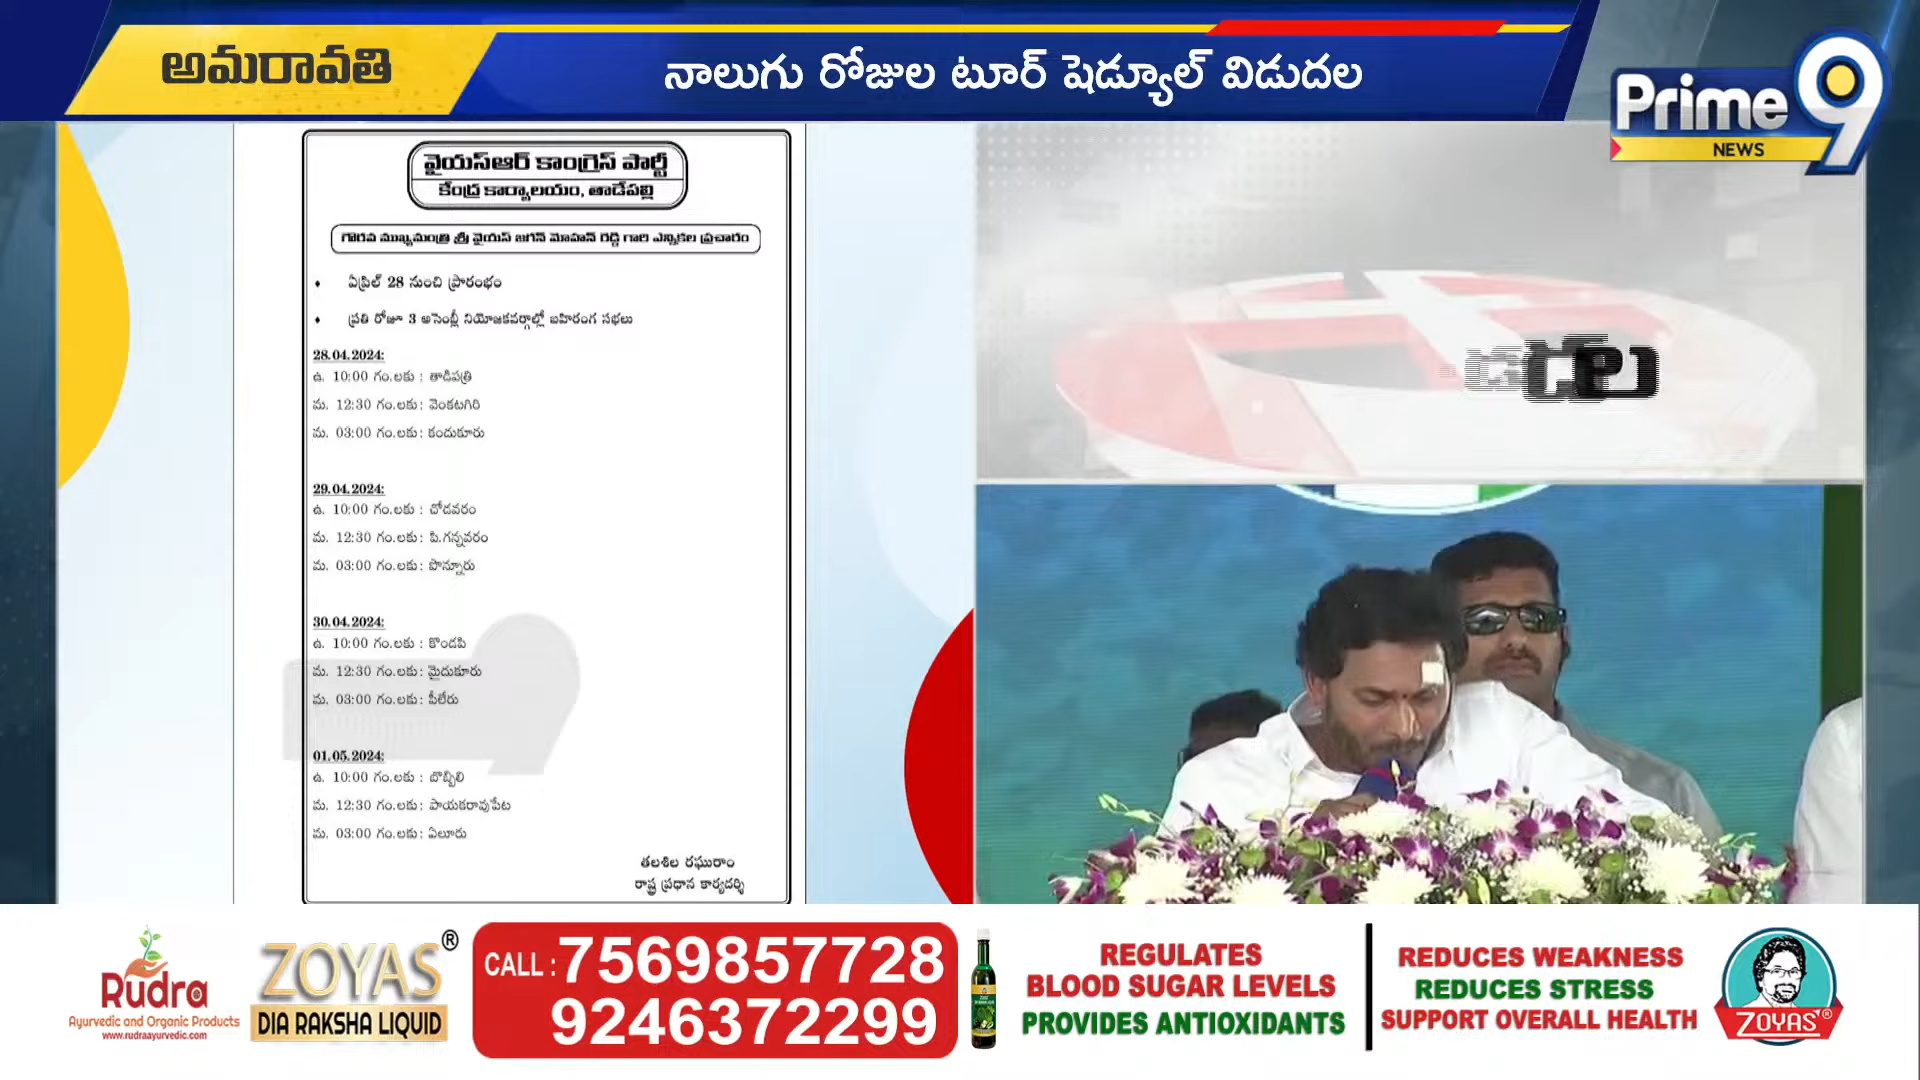 అమరావతి
నాలుగు రోజుల టూర్ షెడ్యూల్ విడుదల
Prime 9
NEWS
వైయస్ఆర్ కాంగ్రెస్ పార్టీ
కేంద్ర కార్యాలయం, తాడేపల్లి
గౌరవ ముఖ్యమంత్రి శ్రీ వైయస్ జగన్ మోహన్ రెడ్డి గారి ఎన్నికల ప్రచారం
♦ ఏప్రిల్ 28 నుంచి ప్రారంభం
♦ ప్రతి రోజూ 3 అసెంబ్లీ నియోజకవర్గాల్లో బహిరంగ సభలు
28.04.2024:
ఉ. 10:00 గం.లకు : తాడిపత్రి
మ. 12:30 గం.లకు: వెంకటగిరి
మ. 03:00 గం.లకు: కందుకూరు
29.04.2024:
ఉ. 10:00 గం.లకు : చోడవరం
మ. 12:30 గం.లకు: పి.గన్నవరం
మ. 03:00 గం.లకు: పొన్నూరు
30.04.2024:
ఉ. 10:00 గం.లకు : కొండపి
మ. 12:30 గం.లకు: మైదుకూరు
మ. 03:00 గం.లకు: పీలేరు
01.05.2024:
ఉ. 10:00 గం.లకు : బొబ్బిలి
మ. 12:30 గం.లకు: పాయకరావుపేట
మ. 03:00 గం.లకు: ఏలూరు
తలశిల రఘురాం
రాష్ట్ర ప్రధాన కార్యదర్శి
Rudra
Ayurvedic and Organic Products
www.rudraayurvedic.com
ZOYAS®
DIA RAKSHA LIQUID
CALL : 7569857728
9246372299
REGULATES
BLOOD SUGAR LEVELS
PROVIDES ANTIOXIDANTS
REDUCES WEAKNESS
REDUCES STRESS
SUPPORT OVERALL HEALTH
ZOYAS®